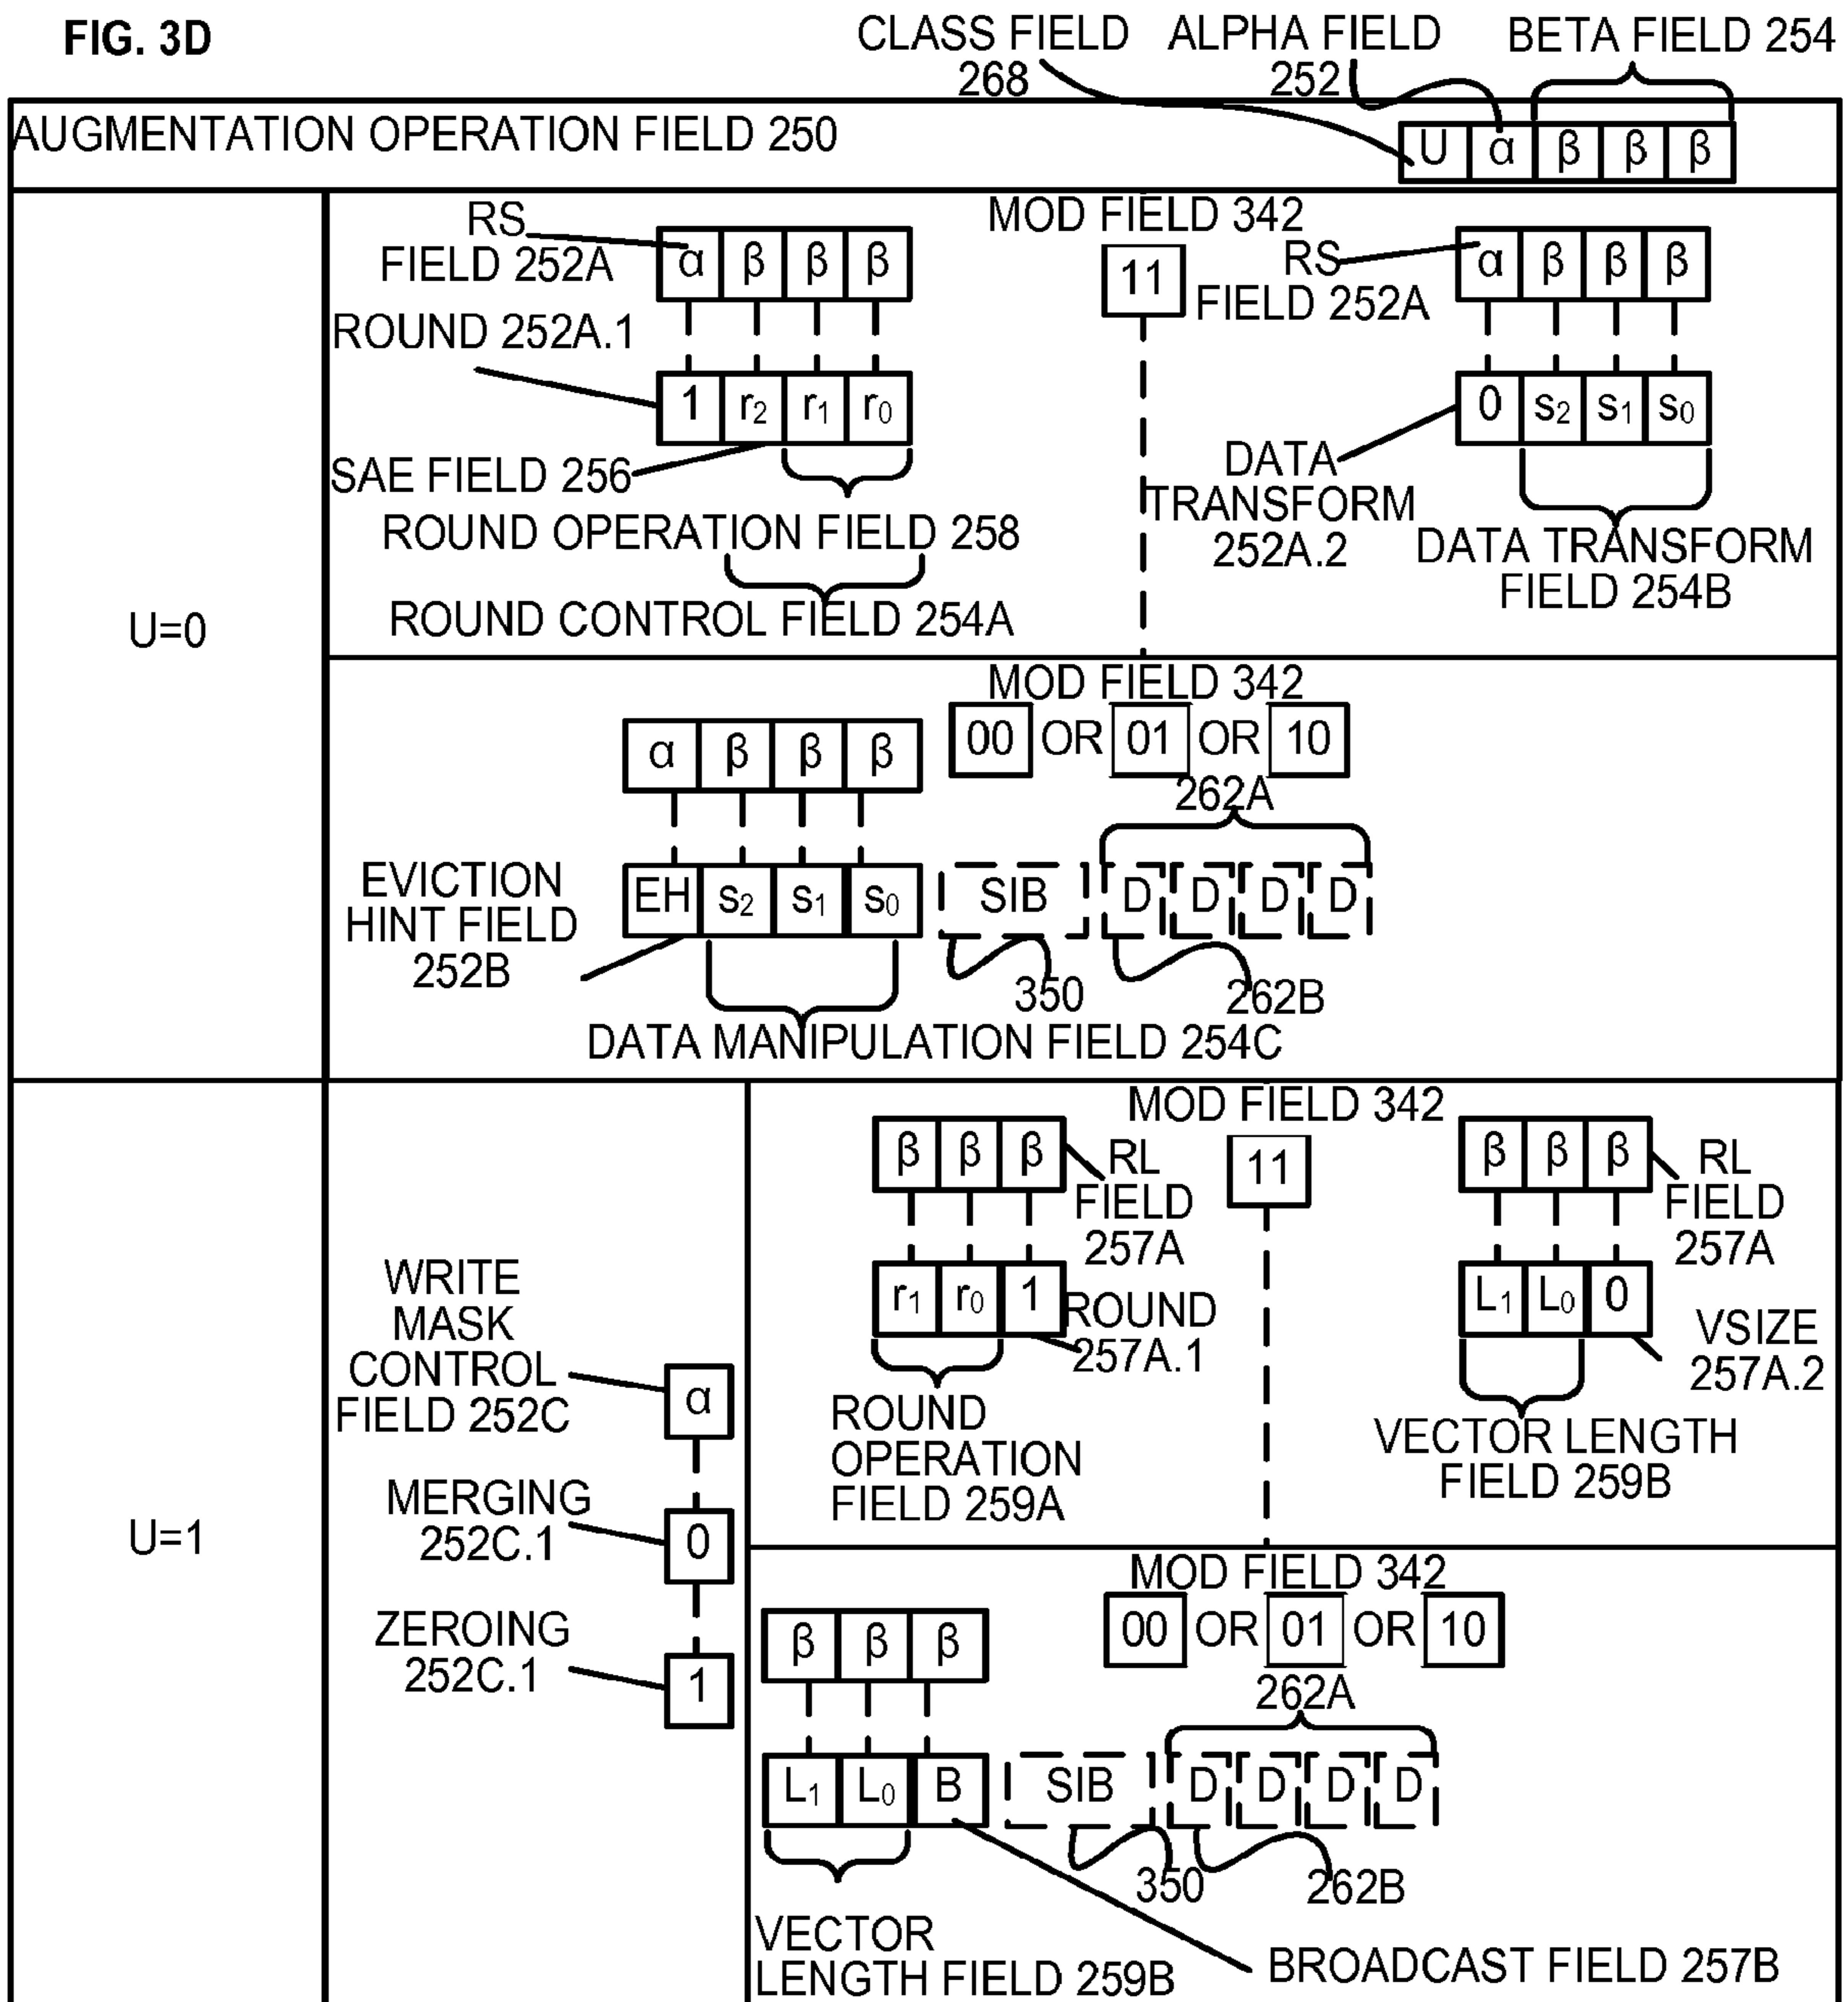 FIG. 3D
CLASS FIELD
268
ALPHA FIELD
252
BETA FIELD 254
AUGMENTATION OPERATION FIELD 250
U α β β β
U=0
RS
FIELD 252A
α β β β
ROUND 252A.1
1 r2 r1 r0
SAE FIELD 256
ROUND OPERATION FIELD 258
ROUND CONTROL FIELD 254A
MOD FIELD 342
11
RS
FIELD 252A
α β β β
0 s2 s1 s0
DATA
TRANSFORM
252A.2
DATA TRANSFORM
FIELD 254B
MOD FIELD 342
00 OR 01 OR 10
α β β β
262A
EVICTION
HINT FIELD
252B
EH s2 s1 s0 SIB D D D D
350
262B
DATA MANIPULATION FIELD 254C
U=1
WRITE
MASK
CONTROL
FIELD 252C
α
MERGING
252C.1
0
ZEROING
252C.1
1
MOD FIELD 342
11
β β β
RL
FIELD
257A
r1 r0 1
ROUND
257A.1
ROUND
OPERATION
FIELD 259A
β β β
RL
FIELD
257A
L1 L0 0
VSIZE
257A.2
VECTOR LENGTH
FIELD 259B
MOD FIELD 342
00 OR 01 OR 10
β β β
262A
L1 L0 B SIB D D D D
350
262B
VECTOR
LENGTH FIELD 259B
BROADCAST FIELD 257B